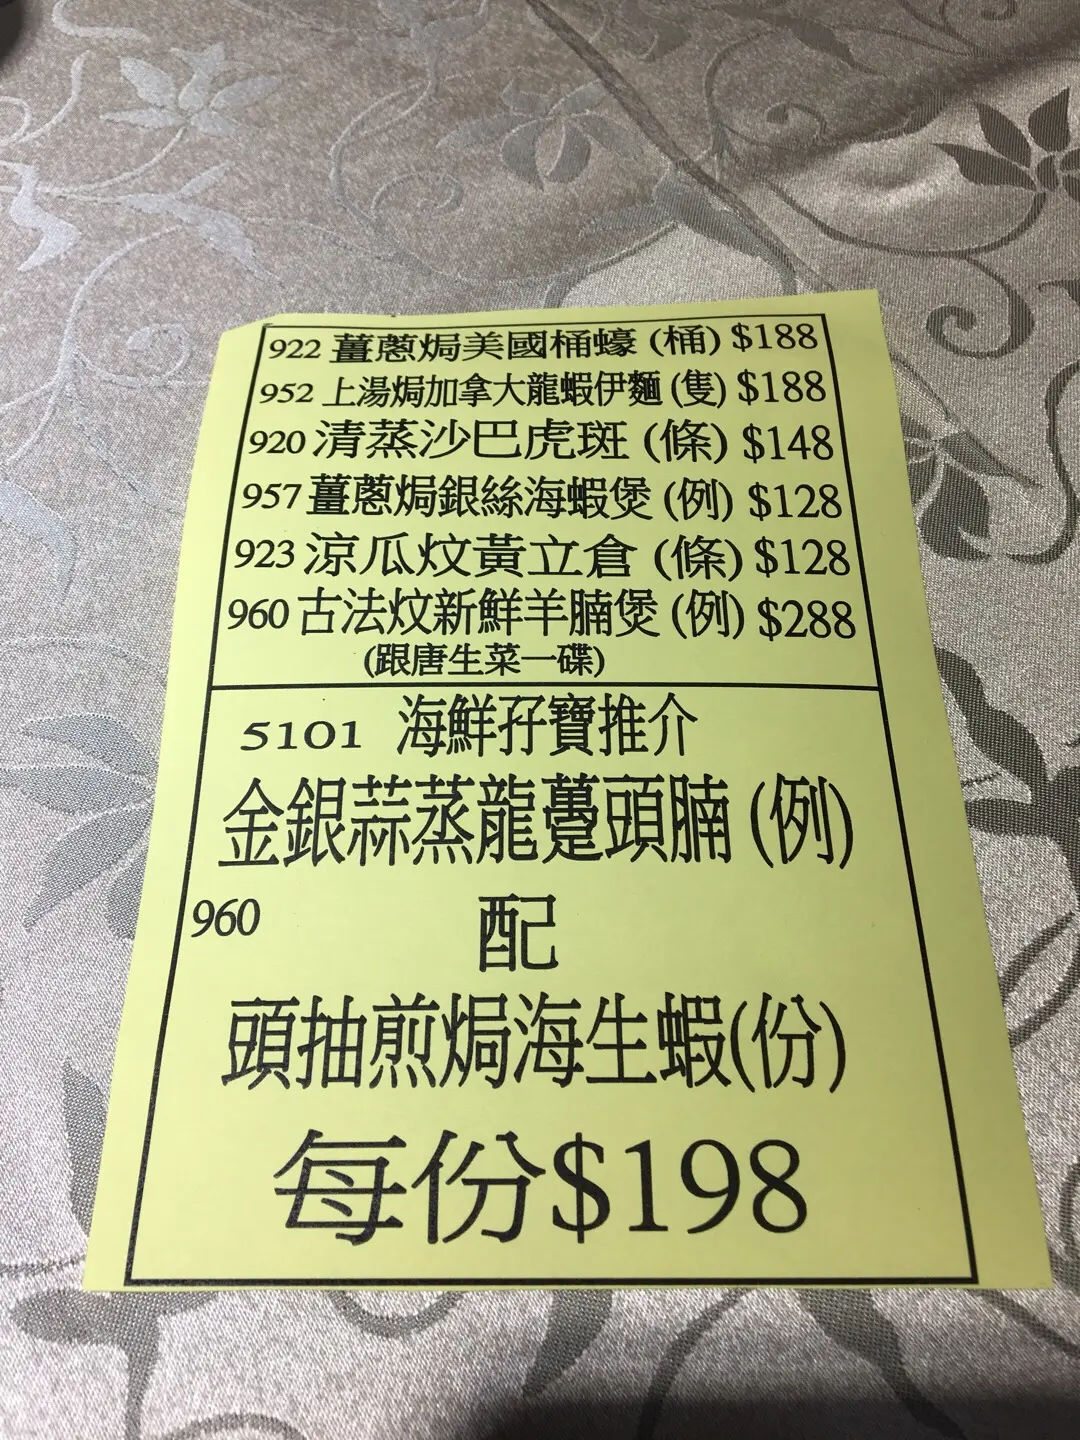 922 薑蔥焗美國桶蠔 (桶) $188
952 上湯焗加拿大龍蝦伊麵 (隻) $188
920 清蒸沙巴虎斑 (條) $148
957 薑蔥焗銀絲海蝦煲 (例) $128
923 涼瓜炆黃立倉 (條) $128
960 古法炆新鮮羊腩煲 (例) $288
(跟唐生菜一碟)
5101 海鮮孖寶推介
金銀蒜蒸龍躉頭腩 (例)
960 配
頭抽煎焗海生蝦(份)
每份$198